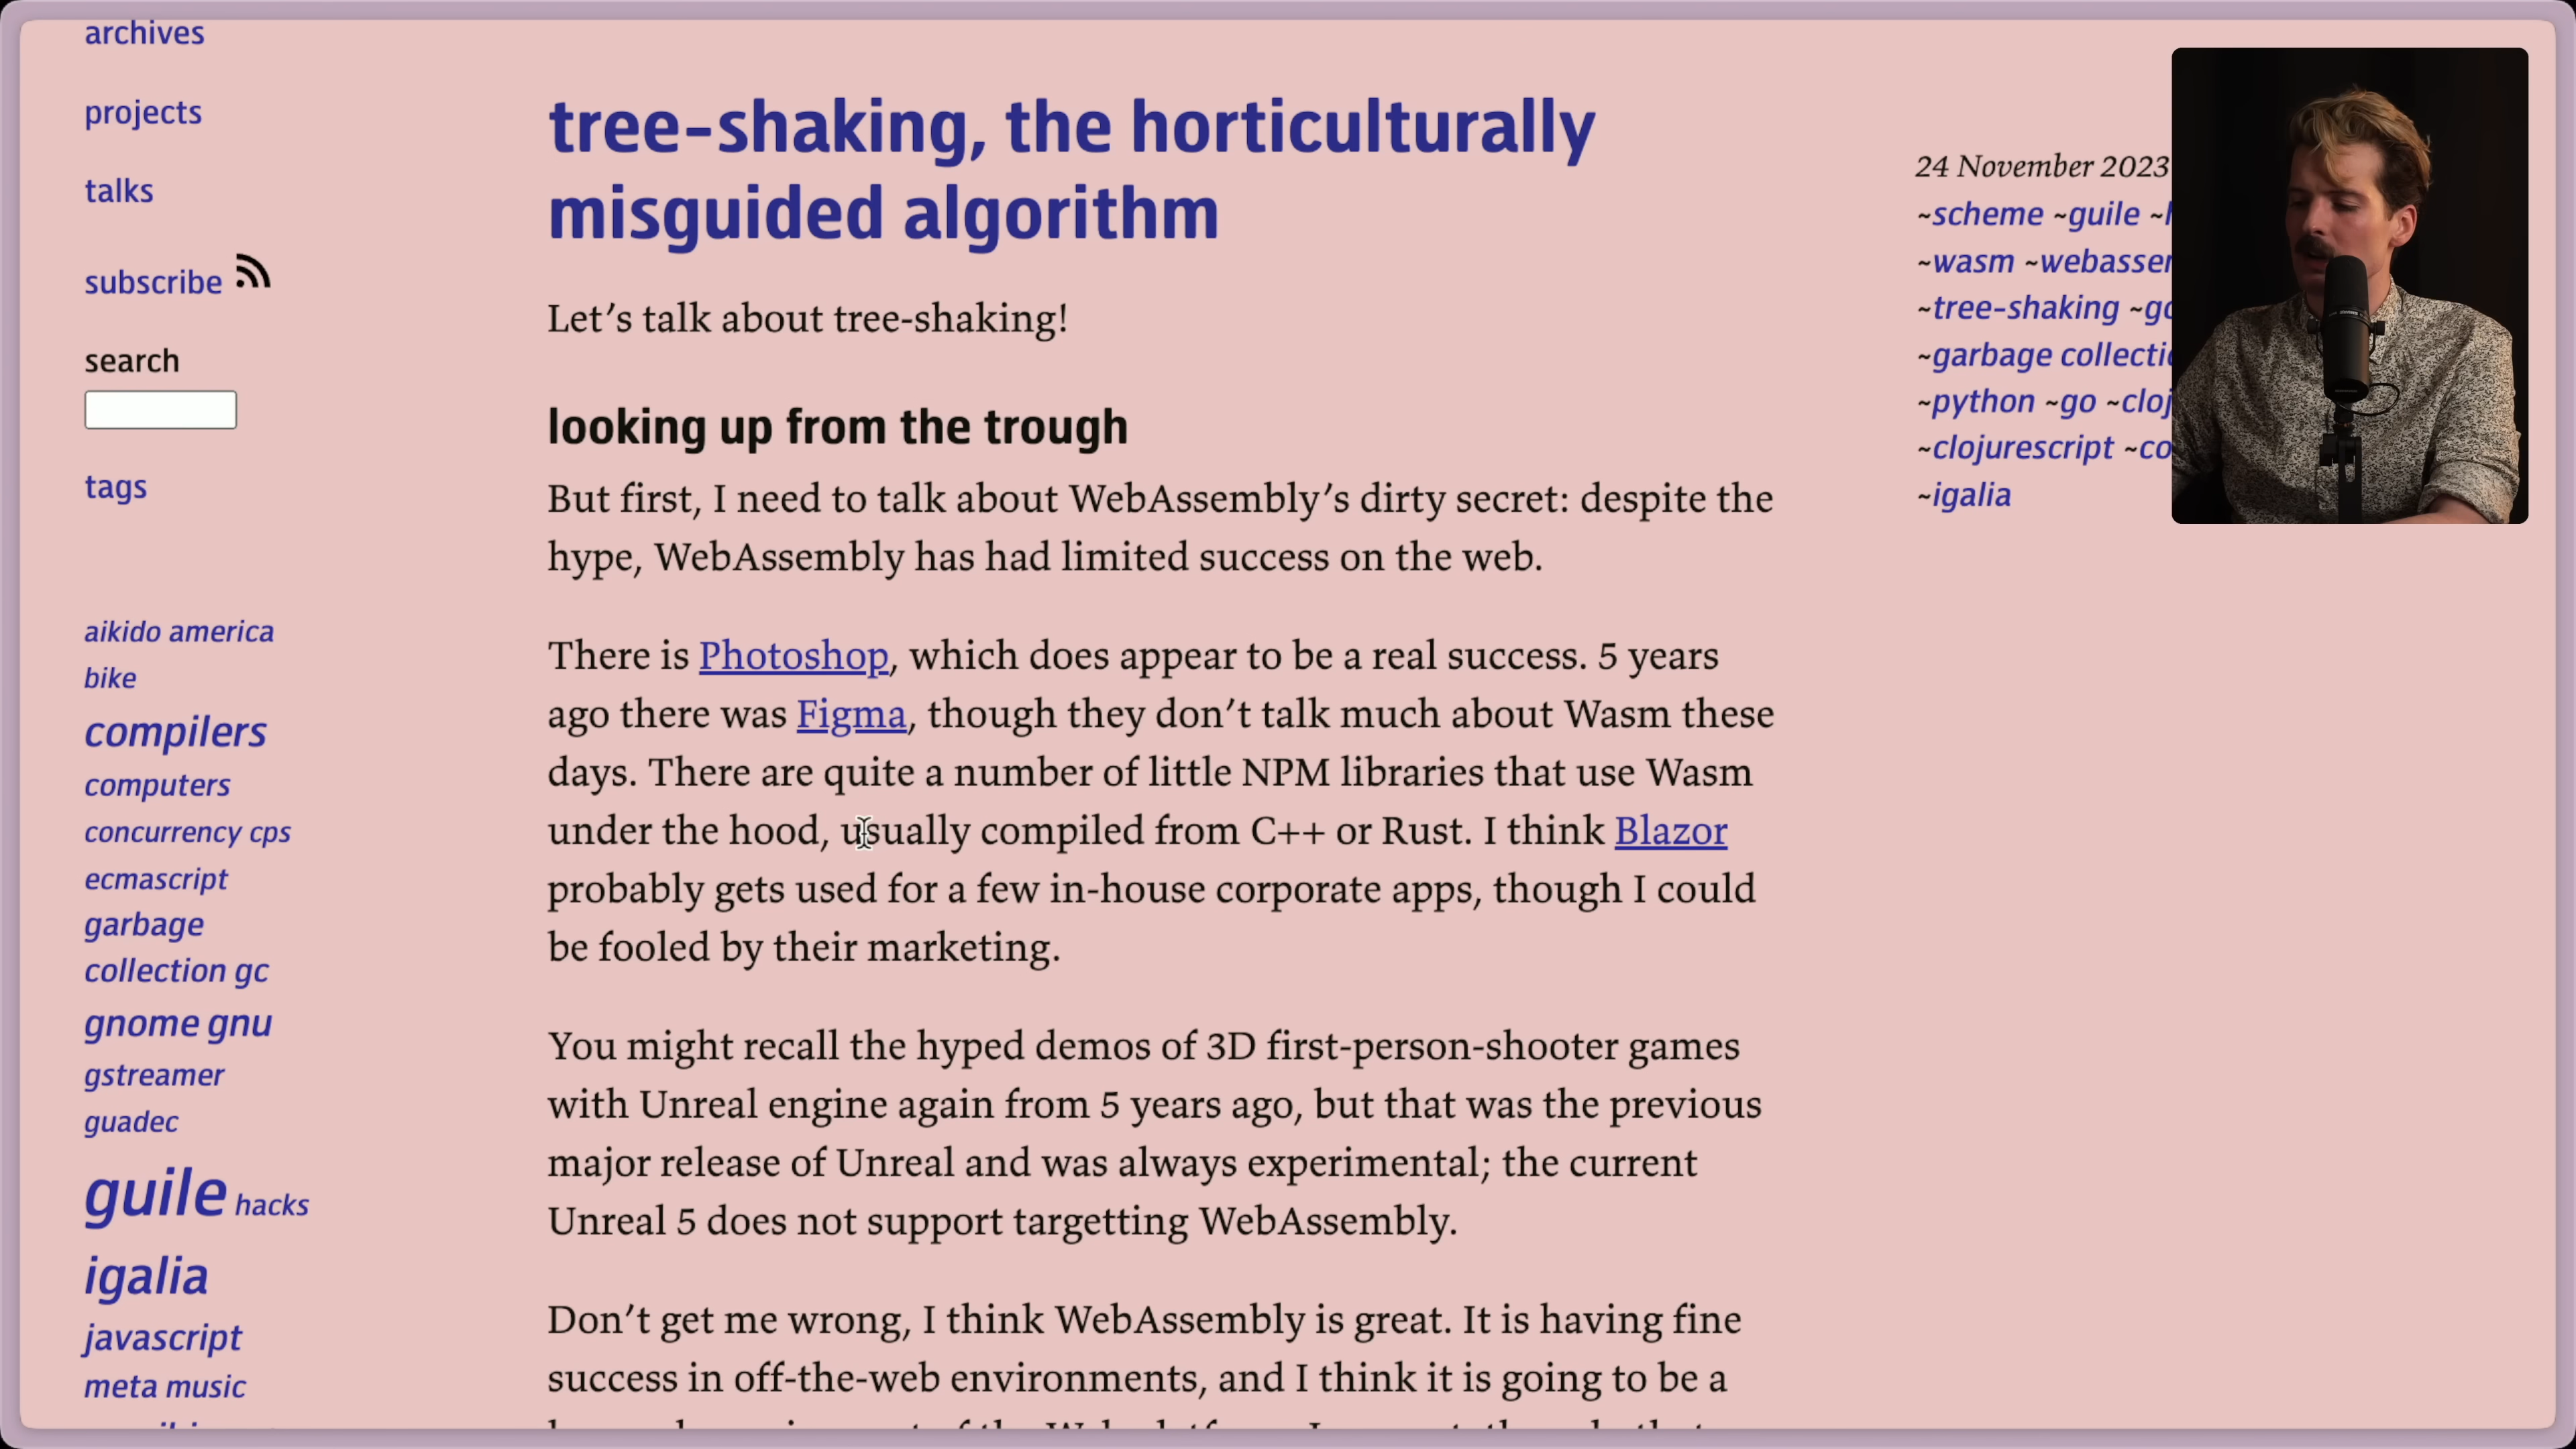 archives
projects
talks
subscribe
search
tags
aikido america
bike
compilers
computers
concurrency cps
ecmascript
garbage
collection gc
gnome gnu
gstreamer
guadec
guile hacks
igalia
javascript
meta music
tree-shaking, the horticulturally
misguided algorithm
Let’s talk about tree-shaking!
looking up from the trough
But first, I need to talk about WebAssembly’s dirty secret: despite the
hype, WebAssembly has had limited success on the web.
There is Photoshop, which does appear to be a real success. 5 years
ago there was Figma, though they don’t talk much about Wasm these
days. There are quite a number of little NPM libraries that use Wasm
under the hood, usually compiled from C++ or Rust. I think Blazor
probably gets used for a few in-house corporate apps, though I could
be fooled by their marketing.
You might recall the hyped demos of 3D first-person-shooter games
with Unreal engine again from 5 years ago, but that was the previous
major release of Unreal and was always experimental; the current
Unreal 5 does not support targetting WebAssembly.
Don’t get me wrong, I think WebAssembly is great. It is having fine
success in off-the-web environments, and I think it is going to be a
24 November 2023
~scheme ~guile
~wasm
~tree-shaking
~garbage
~python ~go
~clojurescript
~igalia